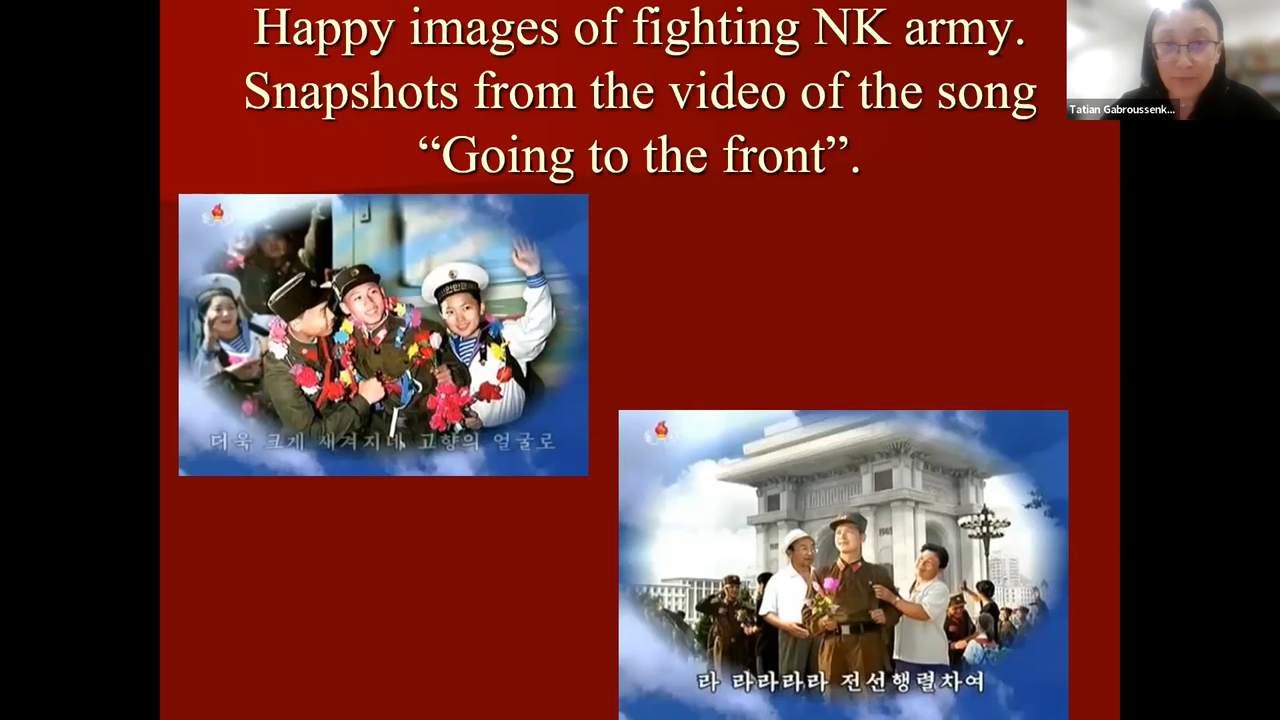 Happy images of fighting NK army.
Snapshots from the video of the song
“Going to the front”.
Tatian Gabroussenk...
더욱 크게 새겨지네 고향의 얼굴로
라 라라라라 전선행렬차여